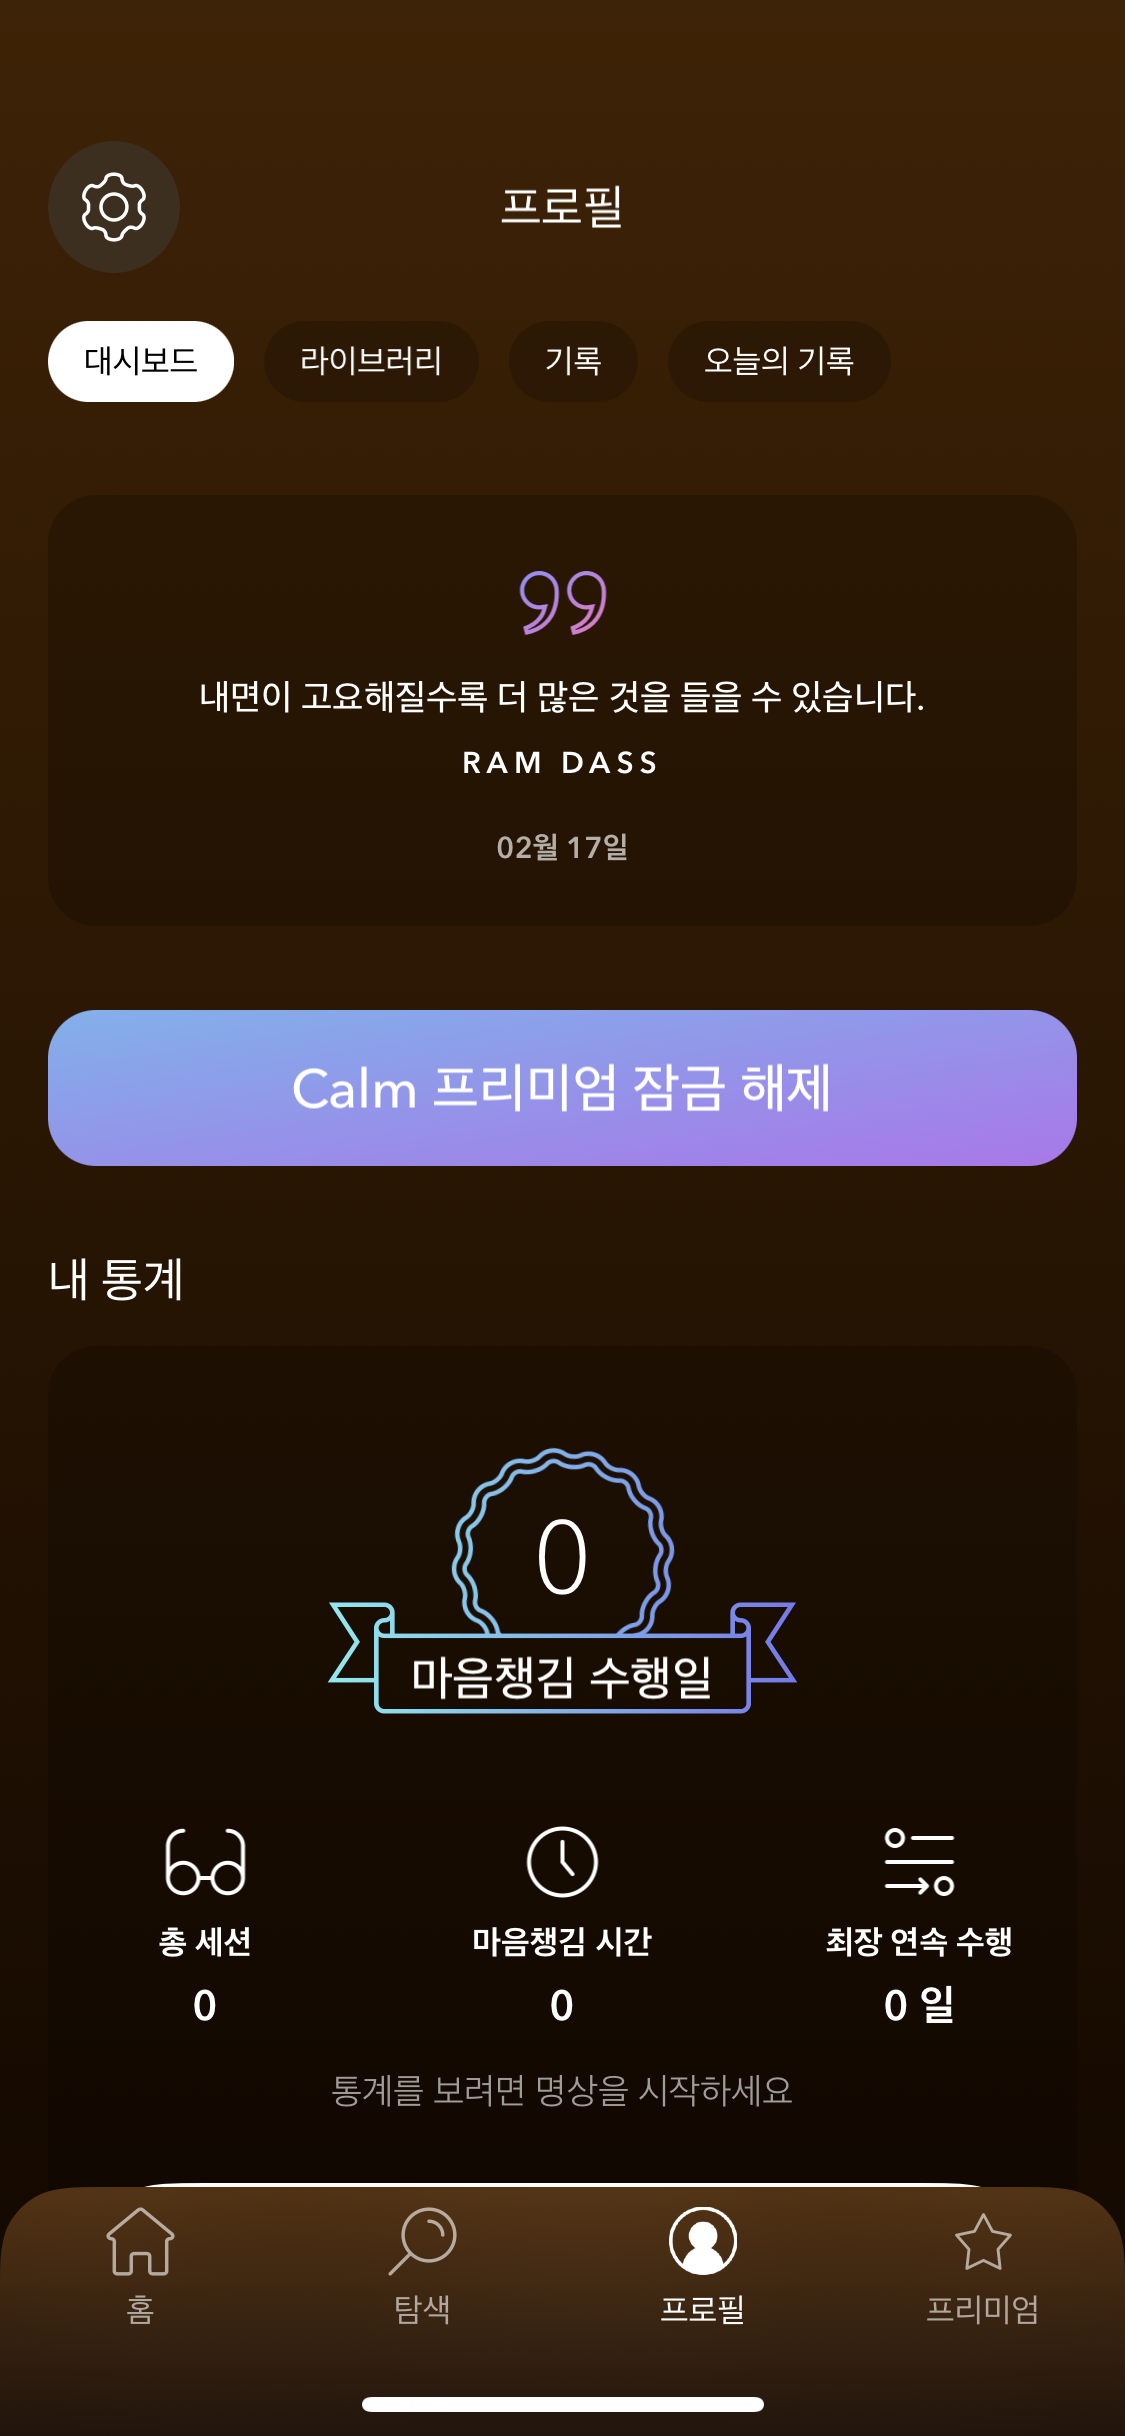 프로필
대시보드
라이브러리
기록
오늘의 기록
내면이 고요해질수록 더 많은 것을 들을 수 있습니다.
RAM DASS
02월 17일
Calm 프리미엄 잠금 해제
내 통계
0
마음챙김 수행일
총 세션
0
마음챙김 시간
0
최장 연속 수행
0 일
통계를 보려면 명상을 시작하세요
홈
탐색
프로필
프리미엄